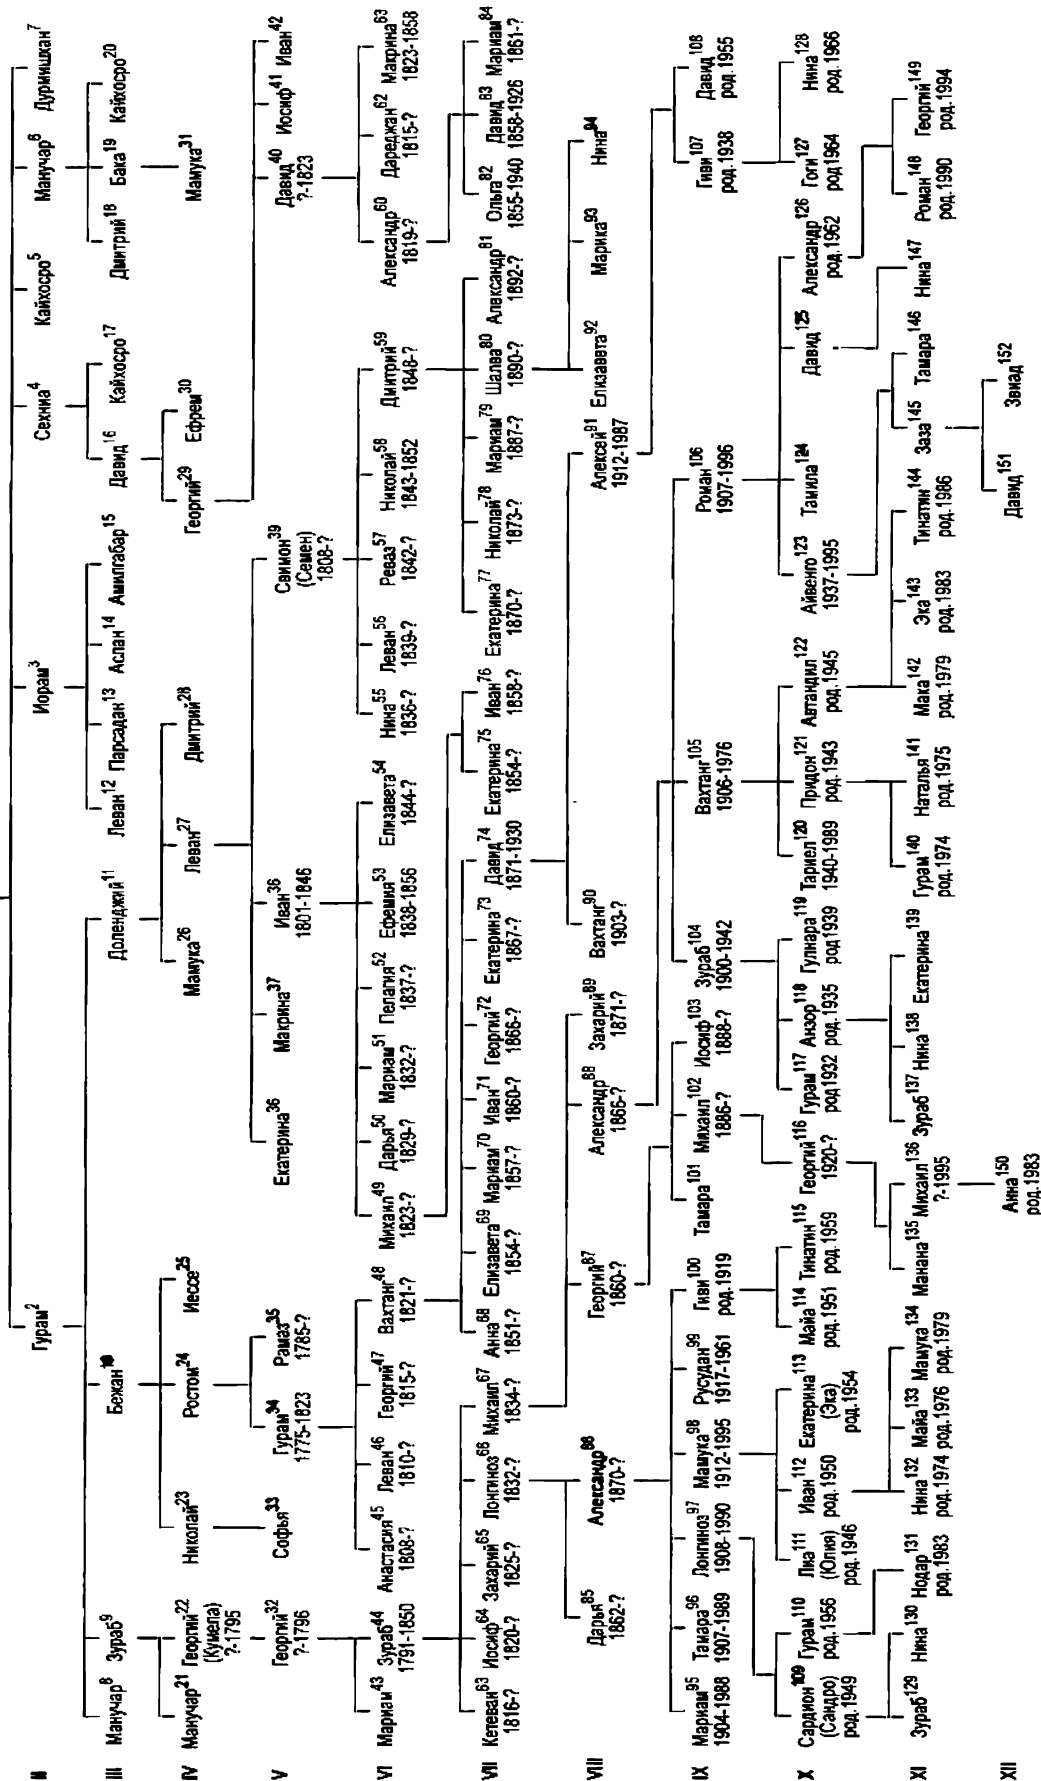 II
Гурам2 Иорам3 Сехниа4 Кайхосро5 Манучар6 Дурмишхан7
III
Манучар8 Зураб9 Бежан10 Доленджий11 Леван12 Парсадан13 Аслан14 Амилгабар15 Давид16 Кайхосро17 Дмитрий18 Бака19 Кайхосро20
IV
Манучар21 Георгий22 Николай23 Ростом24 Иессе25 Мамука26 Леван27 Дмитрий28 Георгий29 Ефрем30 Мамука31
(Кумела)
?-1795
V
Георгий32 Софья33 Гурам34 Рамаз35 Екатерина36 Макрина37 Иван38 Свимон39 Давид40 Иосиф41 Иван42
?-1796 1775-1823 1785-? 1801-1846 (Семен) ?-1823
1808-?
VI
Мариам43 Зураб44 Анастасия45 Леван46 Георгий47 Вахтанг48 Михаил49 Дарья50 Мариам51 Пелагия52 Ефемия53 Елизавета54 Нина55 Леван56 Реваз57 Николай58 Дмитрий59 Александр60 Дареджан62 Макрина63
1791-1850 1808-? 1810-? 1815-? 1821-? 1823-? 1829-? 1832-? 1837-? 1838-1856 1844-? 1836-? 1839-? 1842-? 1843-1852 1848-? 1819-? 1815-? 1823-1858
VII
Кетеван63 Иосиф64 Захарий65 Лонгиноз66 Михаил67 Анна68 Елизавета69 Мариам70 Иван71 Георгий72 Екатерина73 Давид74 Екатерина75 Иван76 Екатерина77 Николай78 Мариам79 Шалва80 Александр81 Ольга82 Давид83 Мариам84
1816-? 1820-? 1825-? 1832-? 1834-? 1851-? 1854-? 1857-? 1860-? 1866-? 1867-? 1871-1930 1854-? 1858-? 1870-? 1873-? 1887-? 1890-? 1892-? 1855-1940 1858-1926 1861-?
VIII
Дарья85 Александр86 Георгий87 Александр88 Захарий89 Вахтанг90 Алексей91 Елизавета92 Марика93 Нина94
1862-? 1870-? 1860-? 1866-? 1871-? 1903-? 1912-1987
IX
Мариам95 Тамара96 Лонгиноз97 Мамука98 Русудан99 Гиви100 Тамара101 Михаил102 Иосиф103 Зураб104 Вахтанг105 Роман106 Гиви107 Давид108
1904-1988 1907-1989 1908-1990 1912-1995 1917-1961 род.1919 1886-? 1888-? 1900-1942 1906-1976 1907-1996 род.1938 род.1955
X
Сардион109 Гурам110 Лиа111 Иван112 Екатерина113 Майа114 Тинатин115 Георгий116 Гурам117 Анзор118 Гулнара119 Тариел120 Придон121 Автандил122 Айвенго123 Тамила124 Давид125 Александр126 Гоги127 Нина128
(Сандро) род.1956 (Юлия) род.1950 (Эка) род.1951 род.1959 1920-? род1932 род.1935 род1939 1940-1989 род.1943 род.1945 1937-1995 род.1962 род1964 род.1966
род.1949 род.1946 род.1954
XI
Зураб129 Нина130 Нодар131 Нина132 Майа133 Мамука134 Манана135 Михаил136 Зураб137 Нина138 Екатерина139 Гурам140 Наталья141 Мака142 Эка143 Тинатин144 Заза145 Тамара146 Нина147 Роман148 Георгий149
род.1983 род.1974 род.1976 род.1979 ?-1995 род.1974 род.1975 род.1979 род.1983 род.1986 род.1990 род.1994
XII
Анна150 Давид151 Звиад152
род.1983